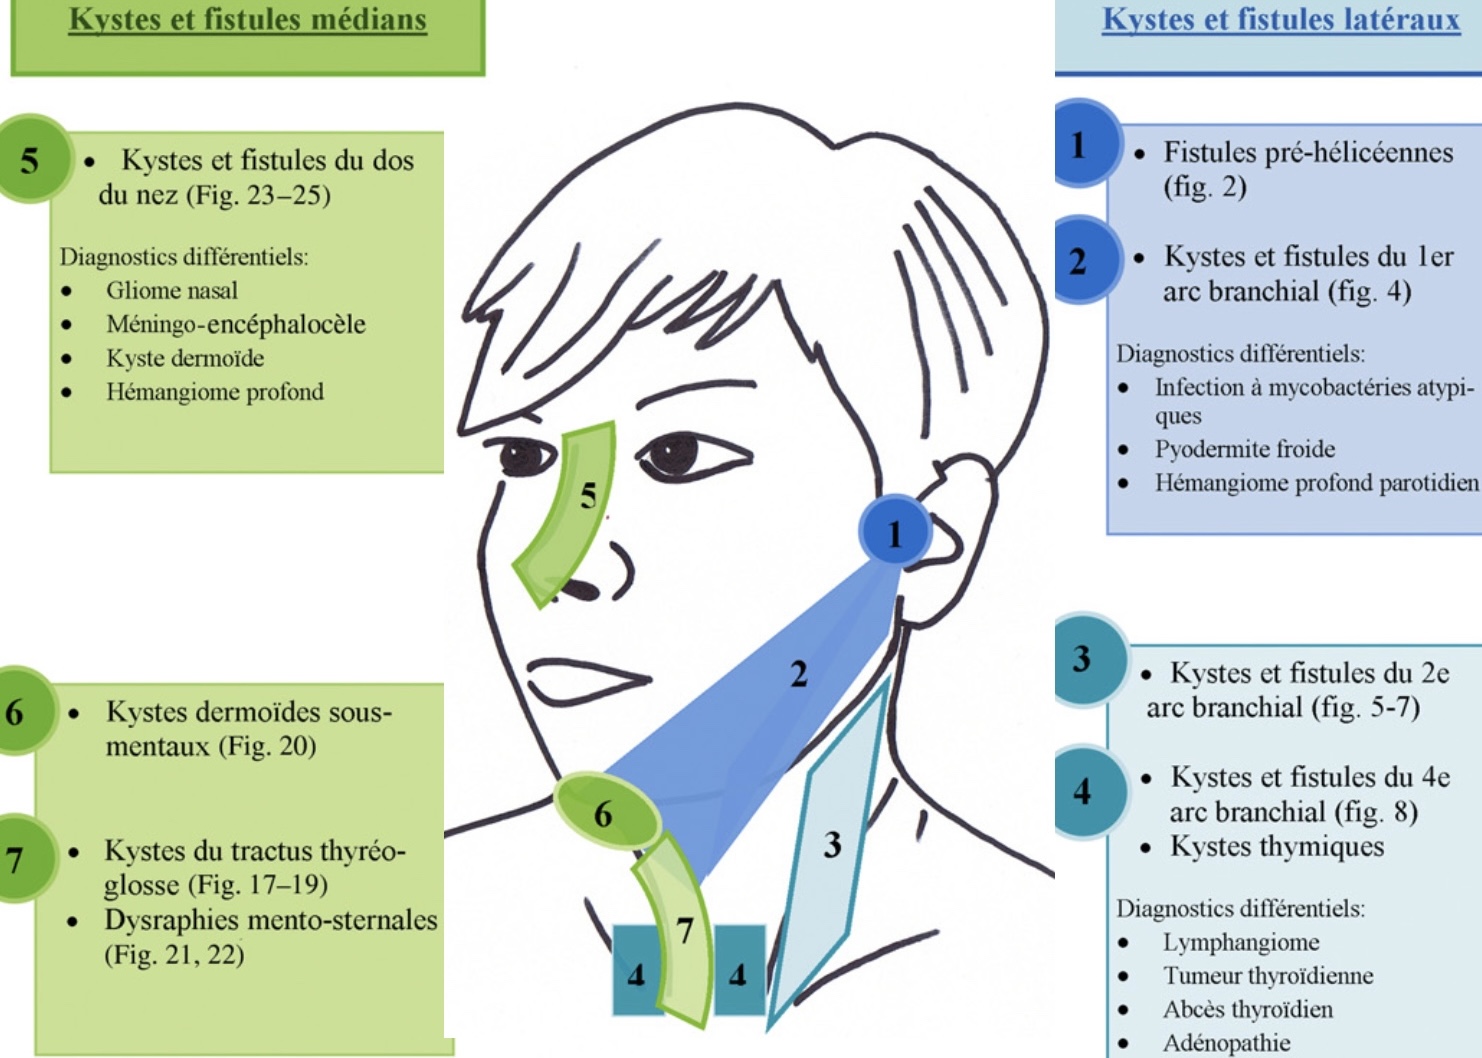 Kystes et fistules médians
5
• Kystes et fistules du dos
du nez (Fig. 23–25)
Diagnostics différentiels:
• Gliome nasal
• Méningo-encéphalocèle
• Kyste dermoïde
• Hémangiome profond
6
• Kystes dermoïdes sous-
mentaux (Fig. 20)
7
• Kystes du tractus thyréo-
glosse (Fig. 17–19)
• Dysraphies mento-sternales
(Fig. 21, 22)
5
1
2
6
3
7
4
4
Kystes et fistules latéraux
1
• Fistules pré-hélicéennes
(fig. 2)
2
• Kystes et fistules du 1er
arc branchial (fig. 4)
Diagnostics différentiels:
• Infection à mycobactéries atypi-
ques
• Pyodermite froide
• Hémangiome profond parotidien
3
• Kystes et fistules du 2e
arc branchial (fig. 5-7)
4
• Kystes et fistules du 4e
arc branchial (fig. 8)
• Kystes thymiques
Diagnostics différentiels:
• Lymphangiome
• Tumeur thyroïdienne
• Abcès thyroïdien
• Adénopathie